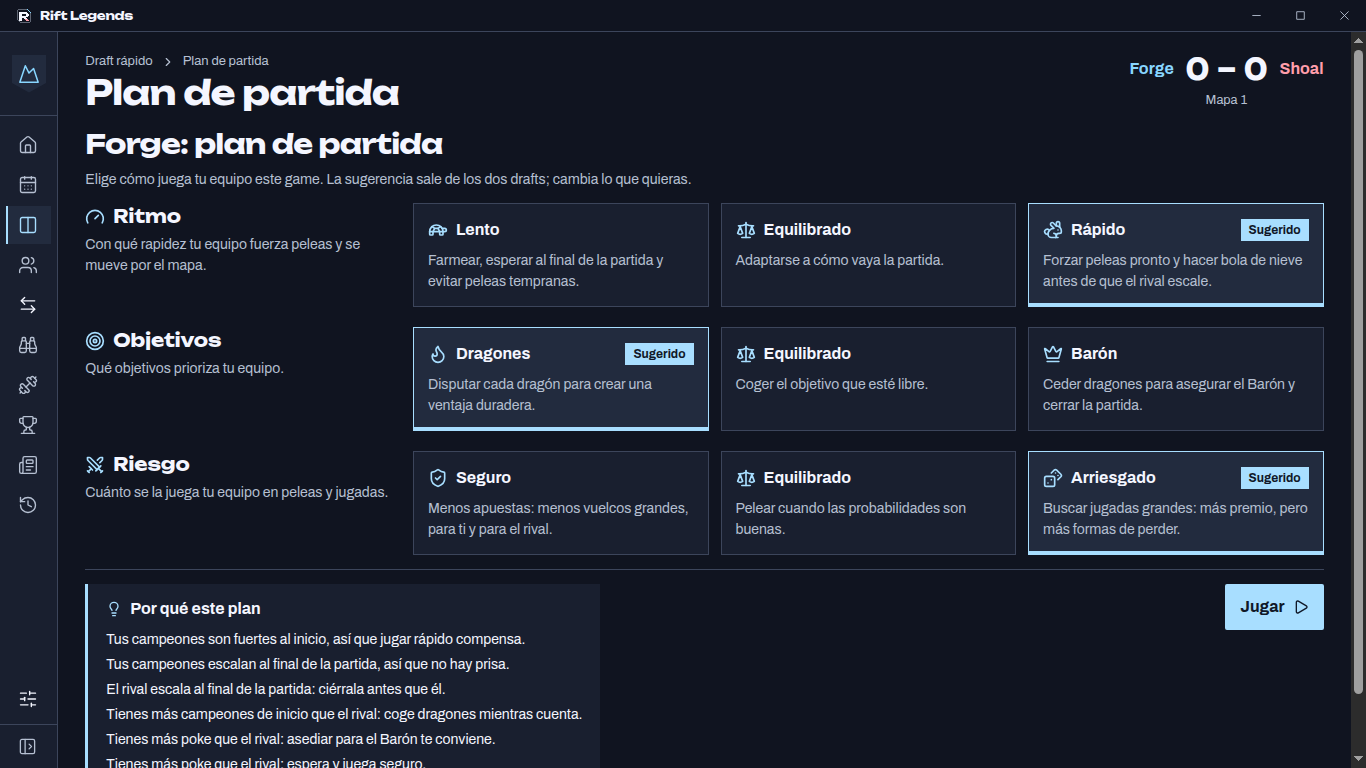 Rift Legends
Draft rápido > Plan de partida
Plan de partida
Forge 0 – 0 Shoal
Mapa 1
Forge: plan de partida
Elige cómo juega tu equipo este game. La sugerencia sale de los dos drafts; cambia lo que quieras.
Ritmo
Con qué rapidez tu equipo fuerza peleas y se
mueve por el mapa.
Lento
Farmear, esperar al final de la partida y
evitar peleas tempranas.
Equilibrado
Adaptarse a cómo vaya la partida.
Rápido
Sugerido
Forzar peleas pronto y hacer bola de nieve
antes de que el rival escale.
Objetivos
Qué objetivos prioriza tu equipo.
Dragones
Sugerido
Disputar cada dragón para crear una
ventaja duradera.
Equilibrado
Coger el objetivo que esté libre.
Barón
Ceder dragones para asegurar el Barón y
cerrar la partida.
Riesgo
Cuánto se la juega tu equipo en peleas y jugadas.
Seguro
Menos apuestas: menos vuelcos grandes,
para ti y para el rival.
Equilibrado
Pelear cuando las probabilidades son
buenas.
Arriesgado
Sugerido
Buscar jugadas grandes: más premio, pero
más formas de perder.
Por qué este plan
Tus campeones son fuertes al inicio, así que jugar rápido compensa.
Tus campeones escalan al final de la partida, así que no hay prisa.
El rival escala al final de la partida: ciérrala antes que él.
Tienes más campeones de inicio que el rival: coge dragones mientras cuenta.
Tienes más poke que el rival: asediar para el Barón te conviene.
Tienes más poke que el rival: espera y juega seguro.
Jugar